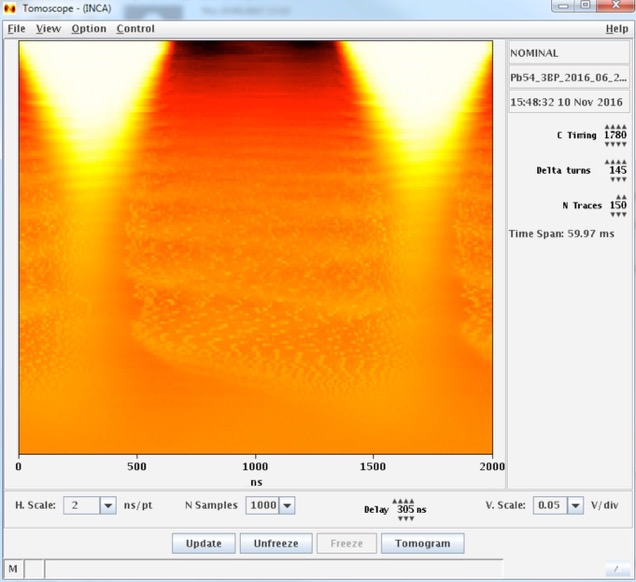 Tomoscope - (INCA)
File View Option Control Help
NOMINAL
Pb54_3BP_2016_06_2...
15:48:32 10 Nov 2016
C Timing 1780
Delta turns 145
N Traces 150
Time Span: 59.97 ms
0 500 1000 1500 2000
ns
H. Scale: 2 ns/pt N Samples 1000 Delay 305 ns V. Scale: 0.05 V/div
Update Unfreeze Freeze Tomogram
M